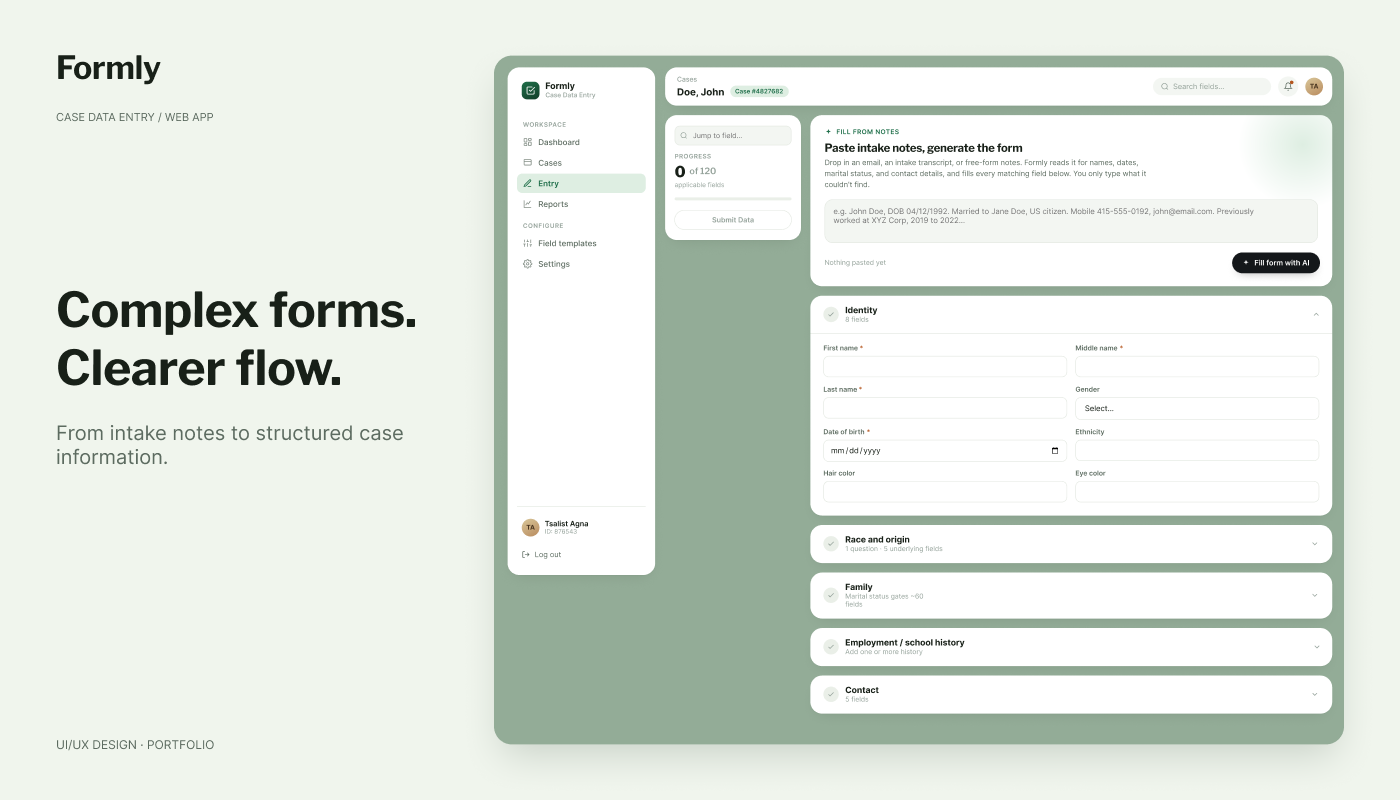 Formly
CASE DATA ENTRY / WEB APP
Complex forms.
Clearer flow.
From intake notes to structured case
information.
UI/UX DESIGN · PORTFOLIO
Formly
Case Data Entry
WORKSPACE
Dashboard
Cases
Entry
Reports
CONFIGURE
Field templates
Settings
TA
Tsalist Agna
ID: 878543
Log out
Cases
Doe, John
Case #4827682
Search fields...
TA
Jump to field...
PROGRESS
0 of 120
applicable fields
Submit Data
FILL FROM NOTES
Paste intake notes, generate the form
Drop in an email, an intake transcript, or free-form notes. Formly reads it for names, dates,
marital status, and contact details, and fills every matching field below. You only type what it
couldn't find.
e.g. John Doe, DOB 04/12/1992. Married to Jane Doe, US citizen. Mobile 415-555-0192, john@email.com. Previously
worked at XYZ Corp, 2019 to 2022...
Nothing pasted yet
Fill form with AI
Identity
8 fields
First name *
Middle name *
Last name *
Gender
Select...
Date of birth *
mm/dd/yyyy
Ethnicity
Hair color
Eye color
Race and origin
1 question · 5 underlying fields
Family
Marital status gates ~60
fields
Employment / school history
Add one or more history
Contact
5 fields